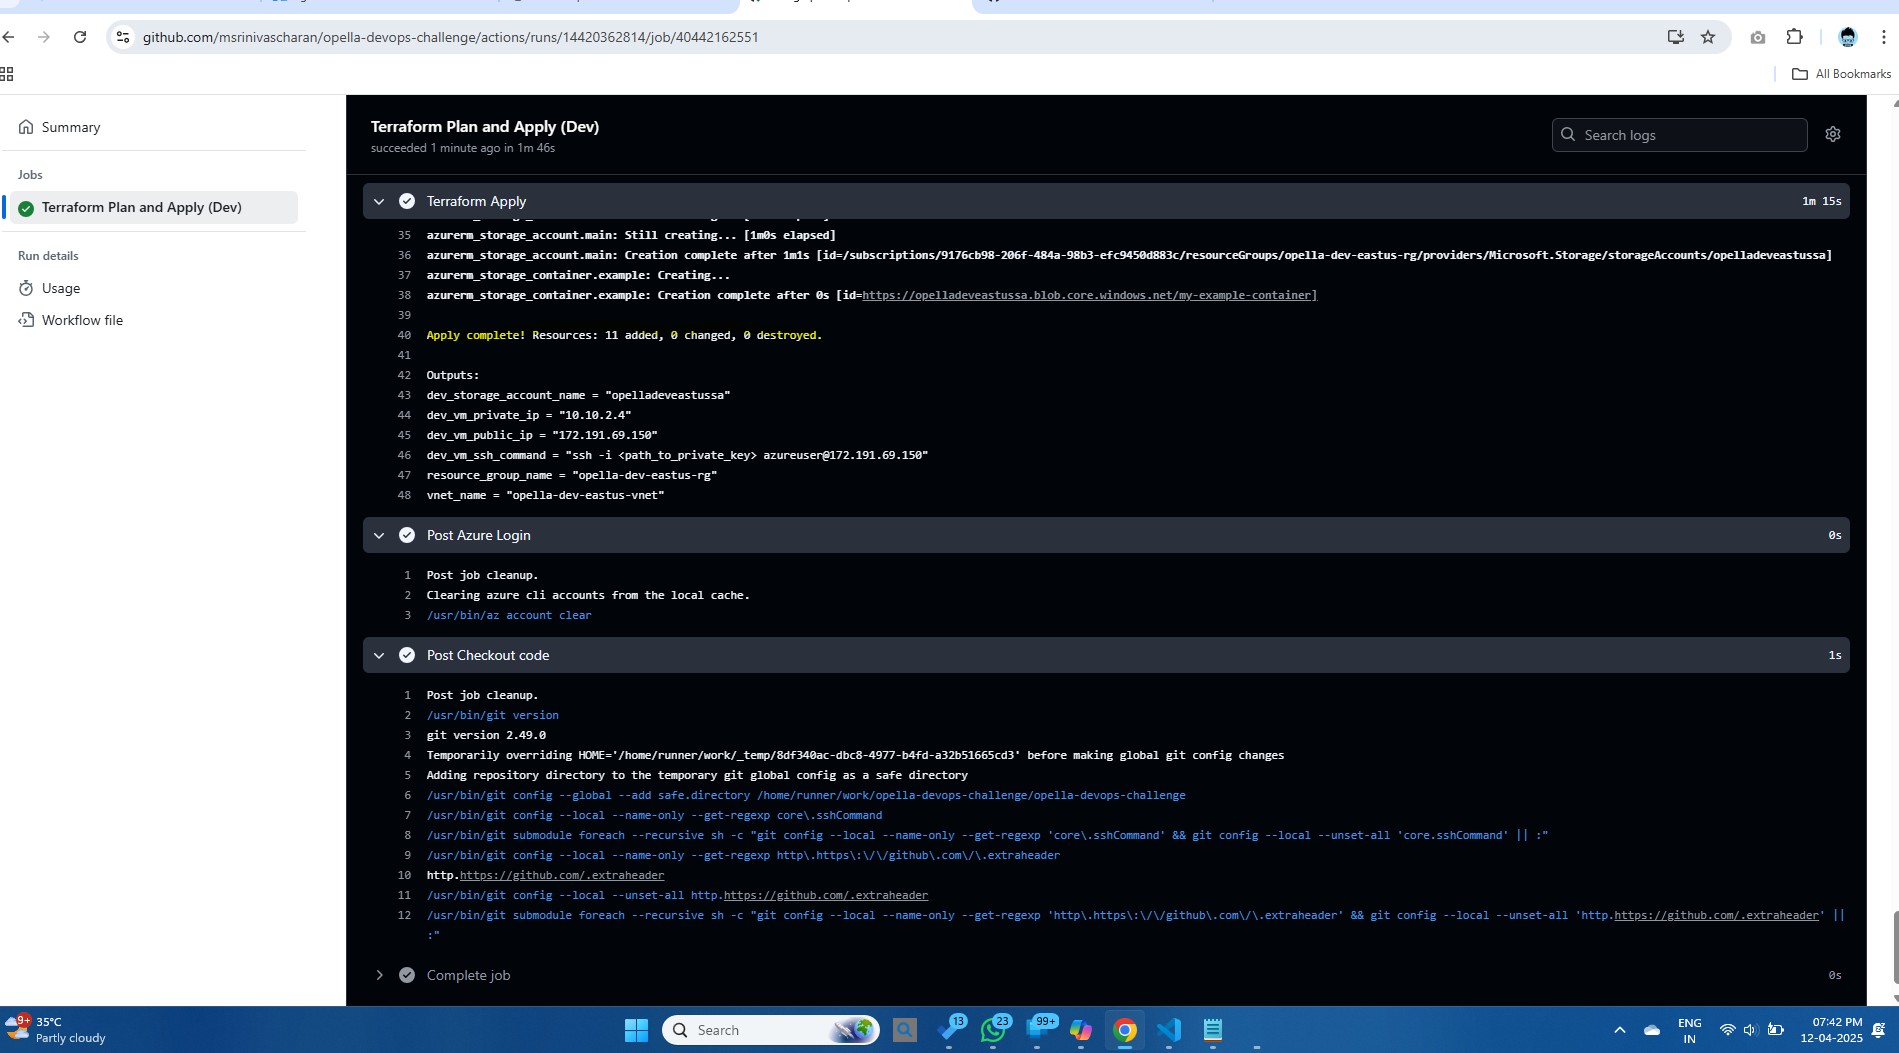 github.com/msrinivascharan/opella-devops-challenge/actions/runs/14420362814/job/40442162551
All Bookmarks
Summary
Jobs
Terraform Plan and Apply (Dev)
Run details
Usage
Workflow file
Terraform Plan and Apply (Dev)
succeeded 1 minute ago in 1m 46s
Search logs
Terraform Apply
1m 15s
35 azurerm_storage_account.main: Still creating... [1m0s elapsed]
36 azurerm_storage_account.main: Creation complete after 1m1s [id=/subscriptions/9176cb98-206f-484a-98b3-efc9450d883c/resourceGroups/opella-dev-eastus-rg/providers/Microsoft.Storage/storageAccounts/opelladeveastussa]
37 azurerm_storage_container.example: Creating...
38 azurerm_storage_container.example: Creation complete after 0s [id=https://opelladeveastussa.blob.core.windows.net/my-example-container]
39
40 Apply complete! Resources: 11 added, 0 changed, 0 destroyed.
41
42 Outputs:
43 dev_storage_account_name = "opelladeveastussa"
44 dev_vm_private_ip = "10.10.2.4"
45 dev_vm_public_ip = "172.191.69.150"
46 dev_vm_ssh_command = "ssh -i <path_to_private_key> azureuser@172.191.69.150"
47 resource_group_name = "opella-dev-eastus-rg"
48 vnet_name = "opella-dev-eastus-vnet"
Post Azure Login
0s
1 Post job cleanup.
2 Clearing azure cli accounts from the local cache.
3 /usr/bin/az account clear
Post Checkout code
1s
1 Post job cleanup.
2 /usr/bin/git version
3 git version 2.49.0
4 Temporarily overriding HOME='/home/runner/work/_temp/8df340ac-dbc8-4977-b4fd-a32b51665cd3' before making global git config changes
5 Adding repository directory to the temporary git global config as a safe directory
6 /usr/bin/git config --global --add safe.directory /home/runner/work/opella-devops-challenge/opella-devops-challenge
7 /usr/bin/git config --local --name-only --get-regexp core\.sshCommand
8 /usr/bin/git submodule foreach --recursive sh -c "git config --local --name-only --get-regexp 'core\.sshCommand' && git config --local --unset-all 'core.sshCommand' || :"
9 /usr/bin/git config --local --name-only --get-regexp http\.https\:\/\/github\.com\/\.extraheader
10 http.https://github.com/.extraheader
11 /usr/bin/git config --local --unset-all http.https://github.com/.extraheader
12 /usr/bin/git submodule foreach --recursive sh -c "git config --local --name-only --get-regexp 'http\.https\:\/\/github\.com\/\.extraheader' && git config --local --unset-all 'http.https://github.com/.extraheader' ||
:"
Complete job
0s
9+
35°C
Partly cloudy
Search
13
23
99+
ENG
IN
07:42 PM
12-04-2025